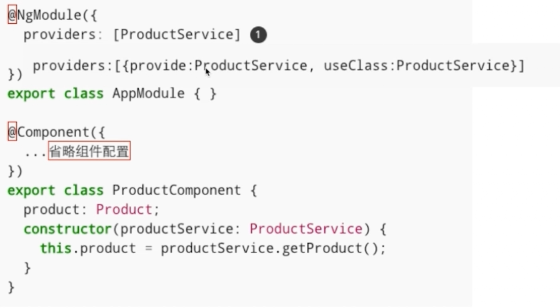 @NgModule({
providers: [ProductService] 1
providers:[{provide:ProductService, useClass:ProductService}]
})
export class AppModule { }
@Component({
...省略组件配置
})
export class ProductComponent {
product: Product;
constructor(productService: ProductService) {
this.product = productService.getProduct();
}
}